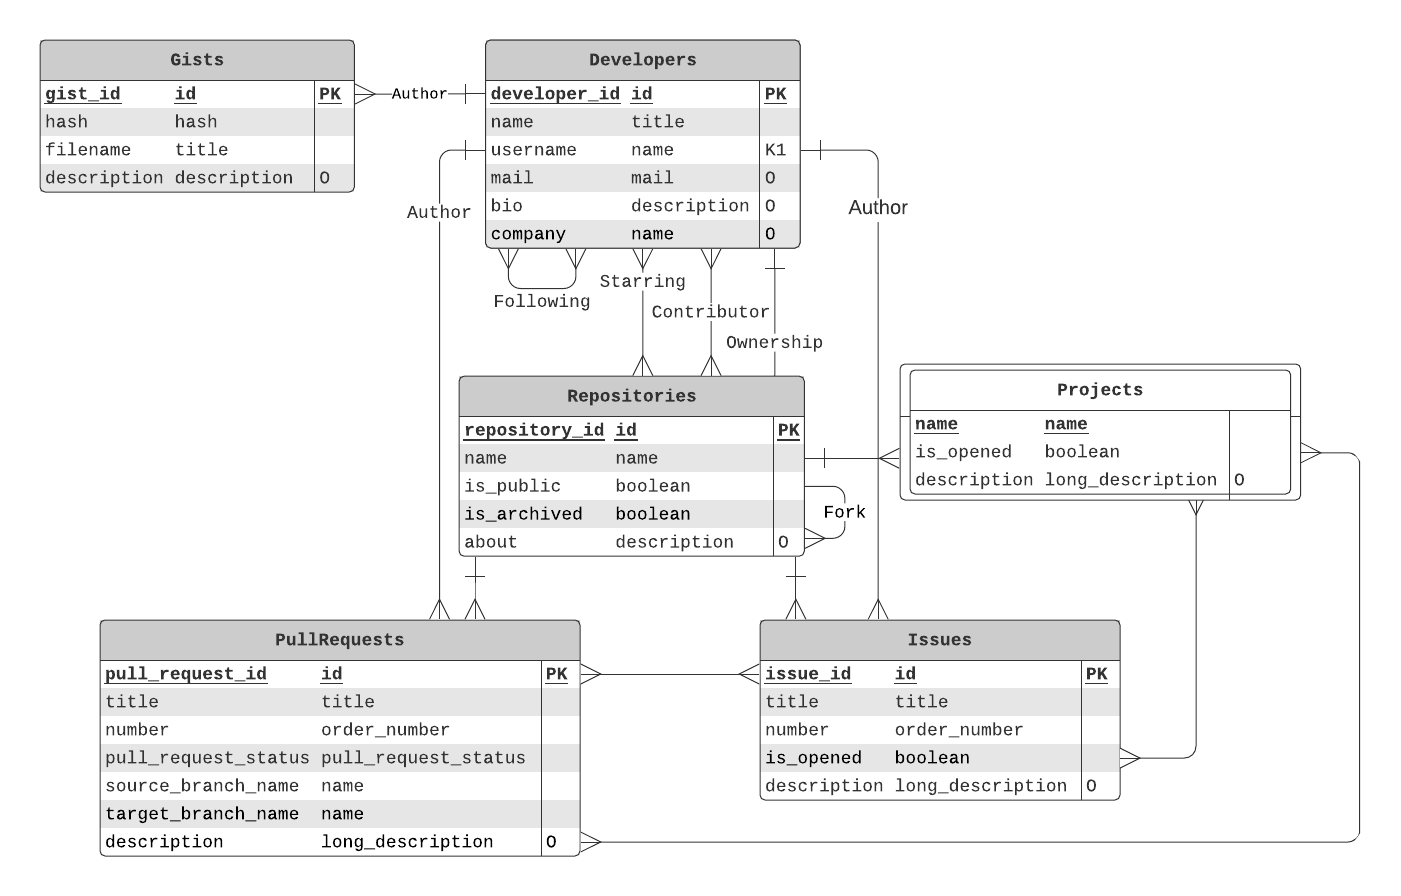 Gists
gist_id id PK
hash hash
filename title
description description O
Author
Developers
developer_id id PK
name title
username name K1
mail mail O
bio description O
company name O
Author
Author
Following
Starring
Contributor
Ownership
Repositories
repository_id id PK
name name
is_public boolean
is_archived boolean
about description O
Fork
Projects
name name
is_opened boolean
description long_description O
PullRequests
pull_request_id id PK
title title
number order_number
pull_request_status pull_request_status
source_branch_name name
target_branch_name name
description long_description O
Issues
issue_id id PK
title title
number order_number
is_opened boolean
description long_description O